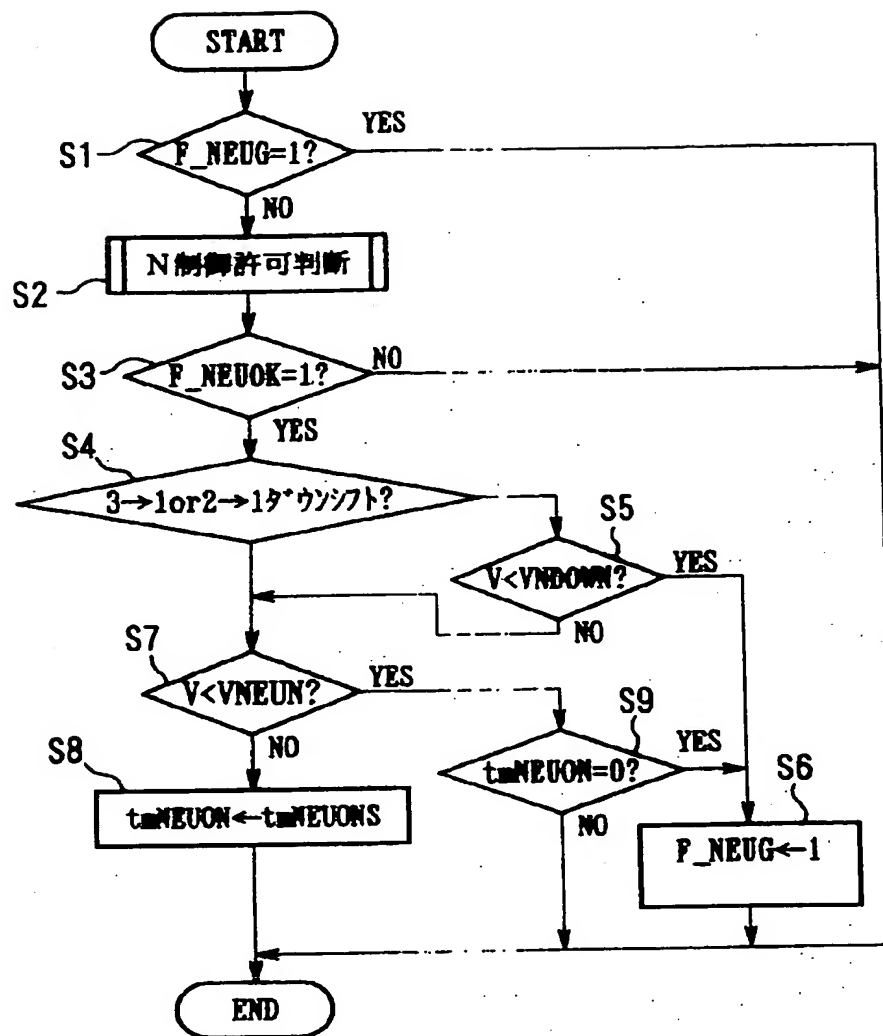 START
S1
F_NEUG=1?
YES
NO
S2
N制御許可判断
S3
F_NEUOK=1?
NO
YES
S4
3→1or2→1ダウンシフト?
S5
V<VNDOWN?
YES
NO
S7
V<VNEUN?
YES
NO
S9
tmNEUON=0?
YES
NO
S8
tmNEUON←tmNEUONS
S6
F_NEUG←1
END